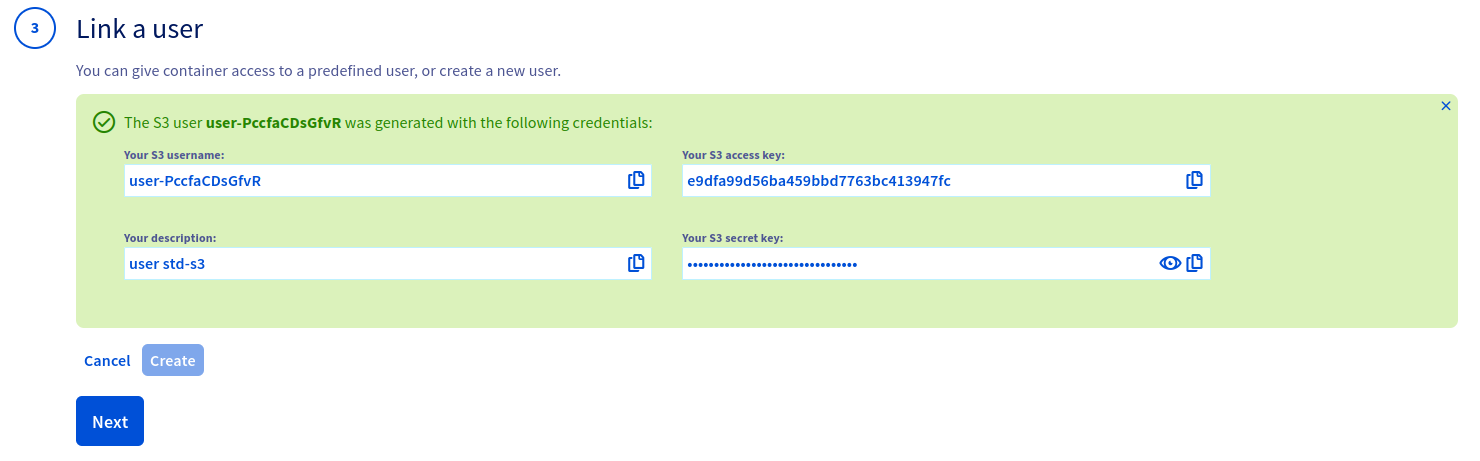 3
Link a user
You can give container access to a predefined user, or create a new user.
The S3 user user-PccfaCDsGfvR was generated with the following credentials:
Your S3 username:
user-PccfaCDsGfvR
Your S3 access key:
e9dfa99d56ba459bbd7763bc413947fc
Your description:
user std-s3
Your S3 secret key:
••••••••••••••••••••••••••••••••
Cancel
Create
Next